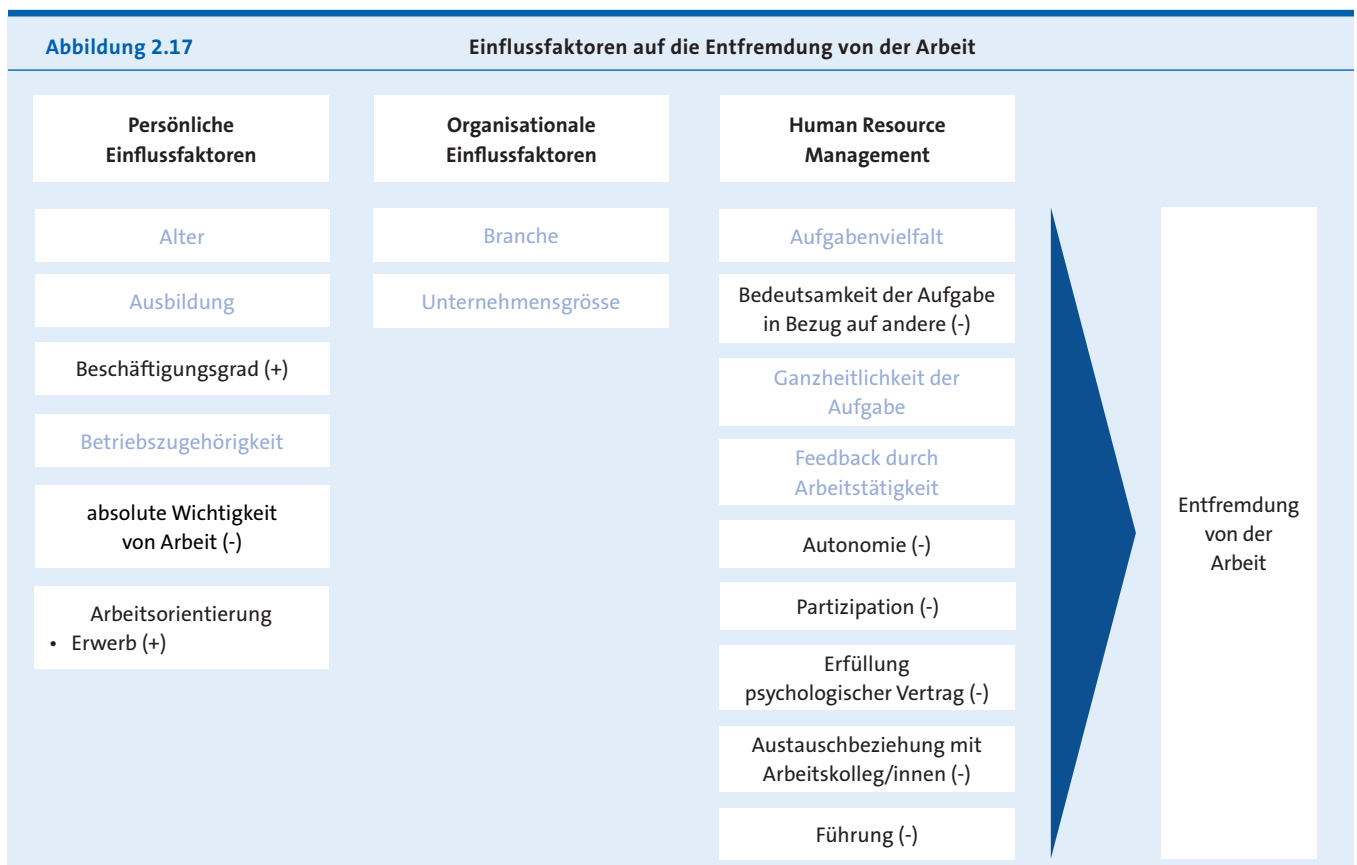 Abbildung 2.17
Einflussfaktoren auf die Entfremdung von der Arbeit
Persönliche
Einflussfaktoren
Alter
Ausbildung
Beschäftigungsgrad (+)
Betriebszugehörigkeit
absolute Wichtigkeit
von Arbeit (-)
Arbeitsorientierung
• Erwerb (+)
Organisationale
Einflussfaktoren
Branche
Unternehmensgrösse
Human Resource
Management
Aufgabenvielfalt
Bedeutsamkeit der Aufgabe
in Bezug auf andere (-)
Ganzheitlichkeit der
Aufgabe
Feedback durch
Arbeitstätigkeit
Autonomie (-)
Partizipation (-)
Erfüllung
psychologischer Vertrag (-)
Austauschbeziehung mit
Arbeitskolleg/innen (-)
Führung (-)
Entfremdung
von der
Arbeit